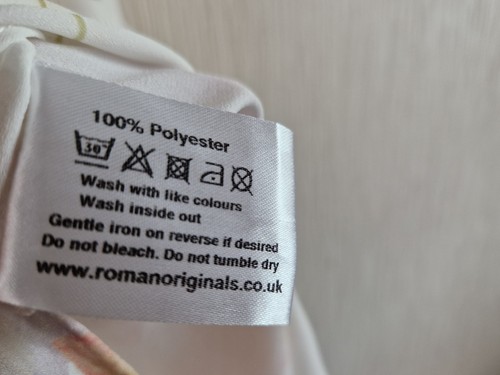 100% Polyester
30°
Wash with like colours
Wash inside out
Gentle iron on reverse if desired
Do not bleach. Do not tumble dry
www.romanoriginals.co.uk